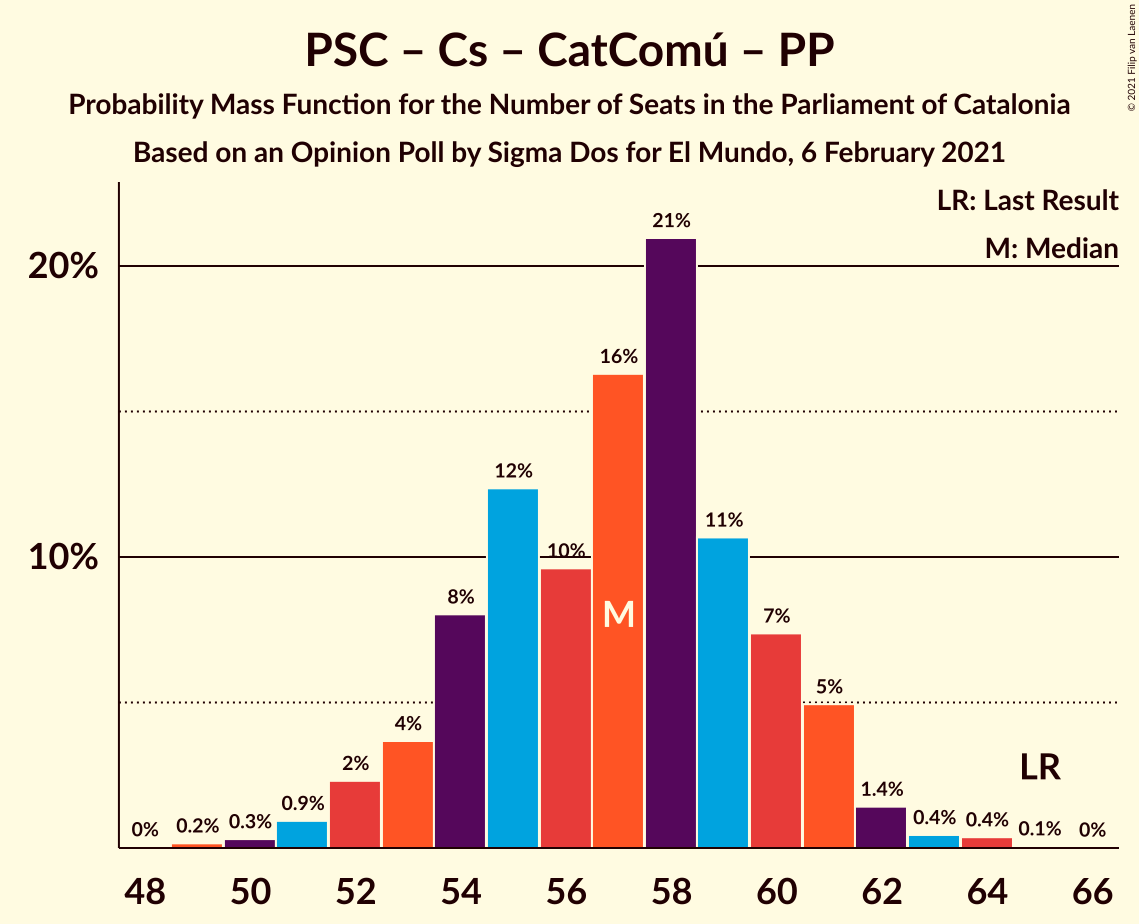 PSC – Cs – CatComú – PP
Probability Mass Function for the Number of Seats in the Parliament of Catalonia
Based on an Opinion Poll by Sigma Dos for El Mundo, 6 February 2021
© 2021 Filip van Laenen
LR: Last Result
M: Median
20%
10%
0%
0.2%
0.3%
0.9%
2%
4%
8%
12%
10%
16%
21%
11%
7%
5%
1.4%
0.4%
0.4%
0.1%
0%
M
LR
48 50 52 54 56 58 60 62 64 66